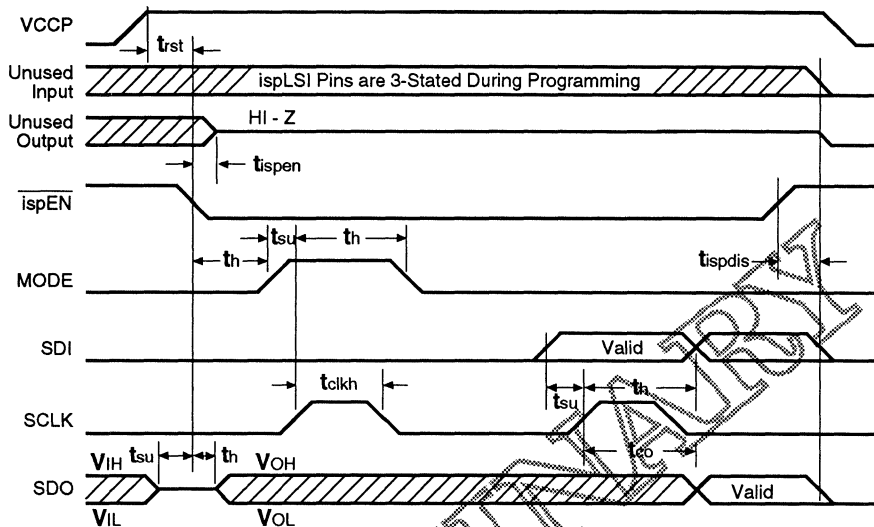 VCCP
trst
Unused Input
ispLSI Pins are 3-Stated During Programming
Unused Output
HI - Z
tispen
ispEN
tsu
th
th
tispdis
MODE
SDI
Valid
tclkh
tsu
th
SCLK
tco
VIH
tsu
th
VOH
SDO
Valid
VIL
VOL